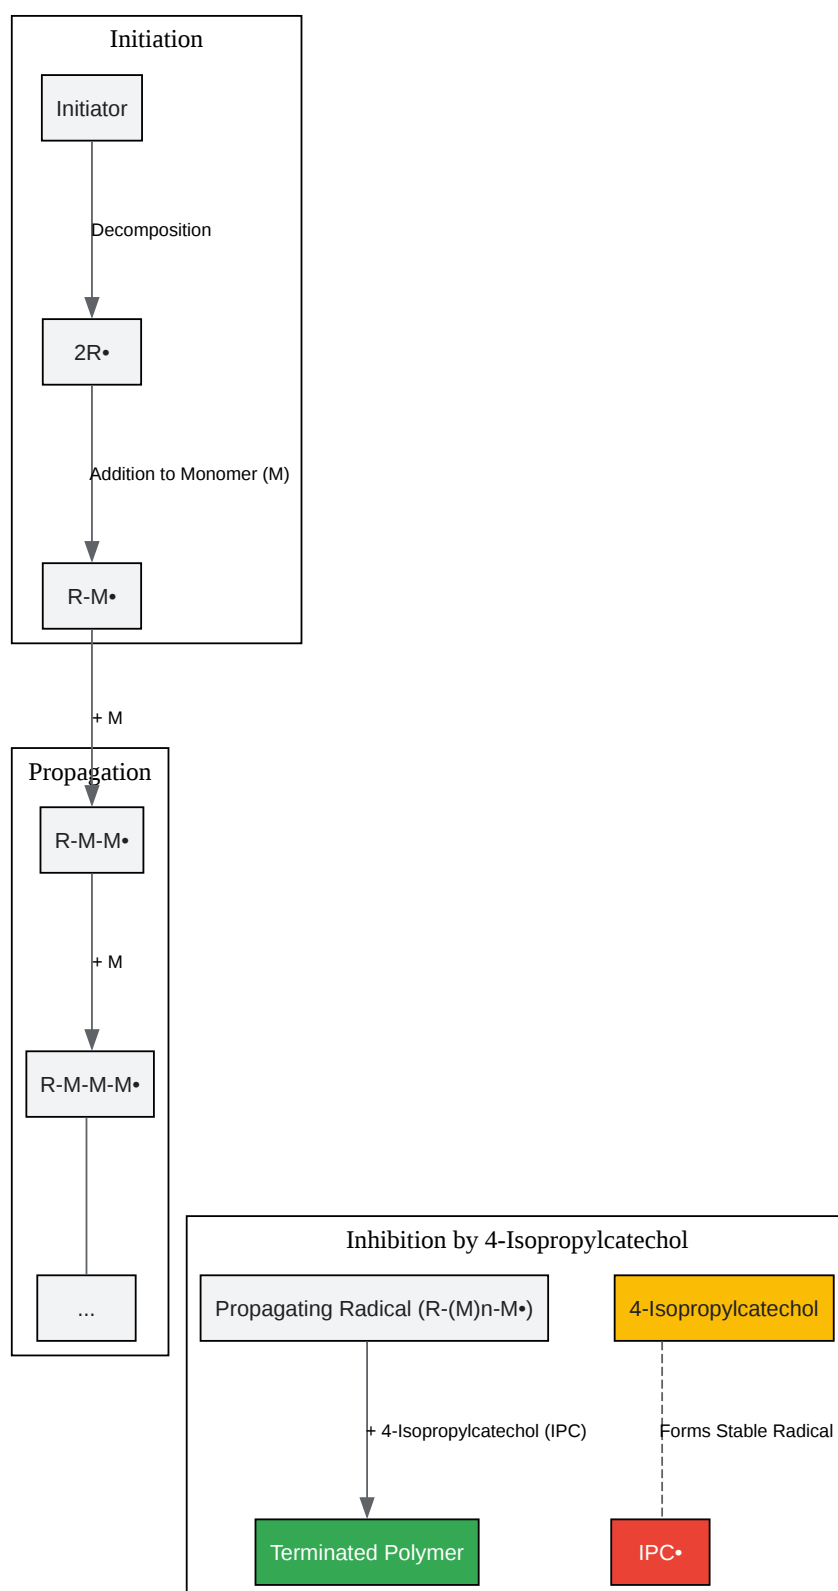 Initiation
Initiator
Decomposition
2R•
Addition to Monomer (M)
R-M•
+ M
Propagation
R-M-M•
+ M
R-M-M-M•
...
Inhibition by 4-Isopropylcatechol
Propagating Radical (R-(M)n-M•)
4-Isopropylcatechol
+ 4-Isopropylcatechol (IPC)
Forms Stable Radical
Terminated Polymer
IPC•